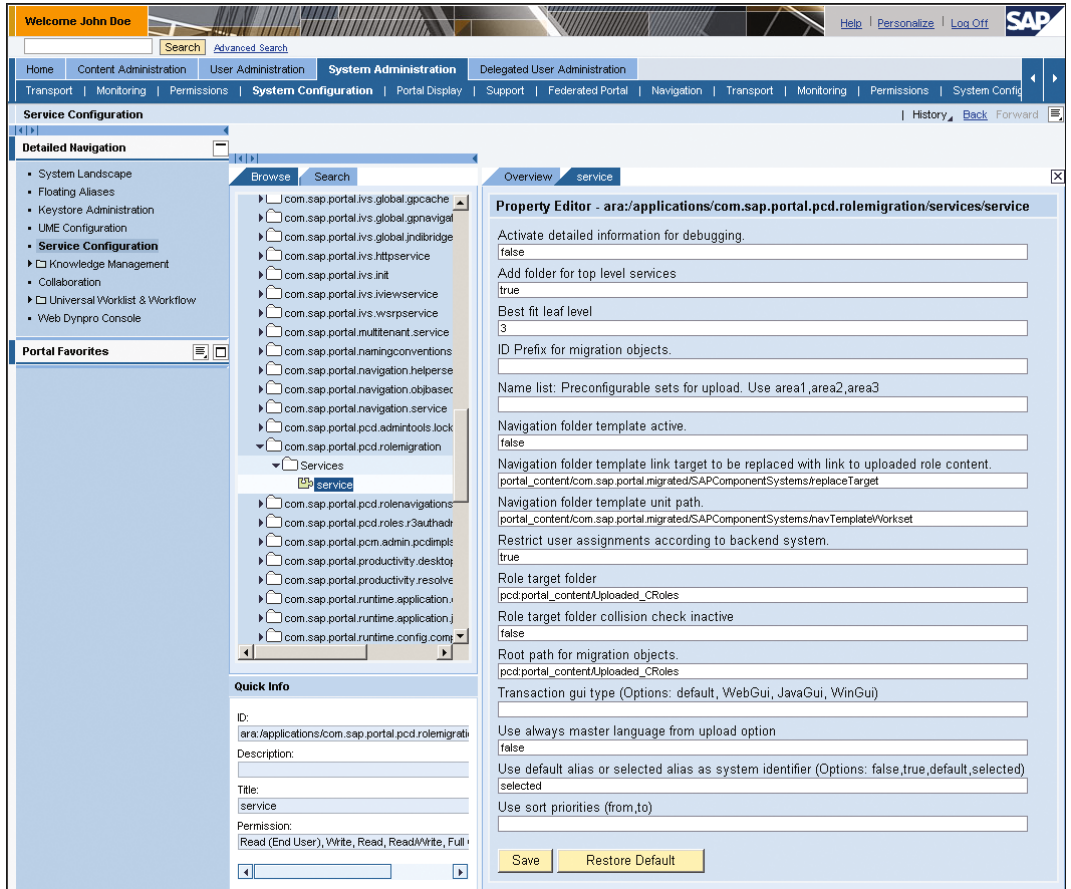 Welcome John Doe
Help | Personalize | Log Off SAP
Search Advanced Search
Home Content Administration User Administration System Administration Delegated User Administration
Transport | Monitoring | Permissions | System Configuration | Portal Display | Support | Federated Portal | Navigation | Transport | Monitoring | Permissions | System Config
Service Configuration
| History Back Forward
Detailed Navigation
System Landscape
Floating Aliases
Keystore Administration
UME Configuration
Service Configuration
Knowledge Management
Collaboration
Universal Worklist & Workflow
Web Dynpro Console
Portal Favorites
Browse Search
com.sap.portal.ivs.global.gpcache
com.sap.portal.ivs.global.gpnavigat
com.sap.portal.ivs.global.jndibridge
com.sap.portal.ivs.httpservice
com.sap.portal.ivs.init
com.sap.portal.ivs.iviewservice
com.sap.portal.ivs.wsrpservice
com.sap.portal.multitenant.service
com.sap.portal.namingconventions
com.sap.portal.navigation.helperse
com.sap.portal.navigation.objbased
com.sap.portal.navigation.service
com.sap.portal.pcd.admintools.lock
com.sap.portal.pcd.rolemigration
Services
service
com.sap.portal.pcd.rolenavigations
com.sap.portal.pcd.roles.r3authadr
com.sap.portal.pcm.admin.pcdimpls
com.sap.portal.productivity.desktop
com.sap.portal.productivity.resolve
com.sap.portal.runtime.application.
com.sap.portal.runtime.application.j
com.sap.portal.runtime.config.comp
Quick Info
ID:
ara:/applications/com.sap.portal.pcd.rolemigrati
Description:
Title:
service
Permission:
Read (End User), Write, Read, Read/Write, Full
Overview service
Property Editor - ara:/applications/com.sap.portal.pcd.rolemigration/services/service
Activate detailed information for debugging.
false
Add folder for top level services
true
Best fit leaf level
3
ID Prefix for migration objects.
Name list: Preconfigurable sets for upload. Use area1,area2,area3
Navigation folder template active.
false
Navigation folder template link target to be replaced with link to uploaded role content.
portal_content/com.sap.portal.migrated/SAPComponentSystems/replaceTarget
Navigation folder template unit path.
portal_content/com.sap.portal.migrated/SAPComponentSystems/navTemplateWorkset
Restrict user assignments according to backend system.
true
Role target folder
pcd:portal_content/Uploaded_CRoles
Role target folder collision check inactive
false
Root path for migration objects.
pcd:portal_content/Uploaded_CRoles
Transaction gui type (Options: default, WebGui, JavaGui, WinGui)
Use always master language from upload option
false
Use default alias or selected alias as system identifier (Options: false,true,default,selected)
selected
Use sort priorities (from,to)
Save Restore Default